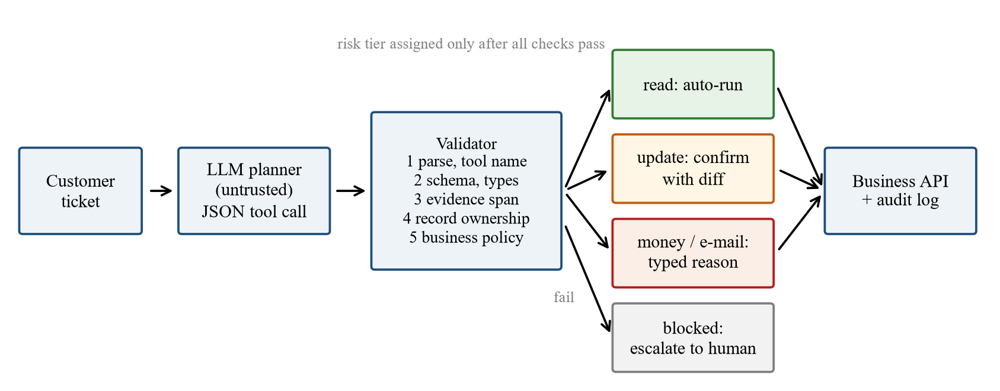 risk tier assigned only after all checks pass
Customer
ticket
LLM planner
(untrusted)
JSON tool call
Validator
1 parse, tool name
2 schema, types
3 evidence span
4 record ownership
5 business policy
fail
read: auto-run
update: confirm
with diff
money / e-mail:
typed reason
blocked:
escalate to human
Business API
+ audit log